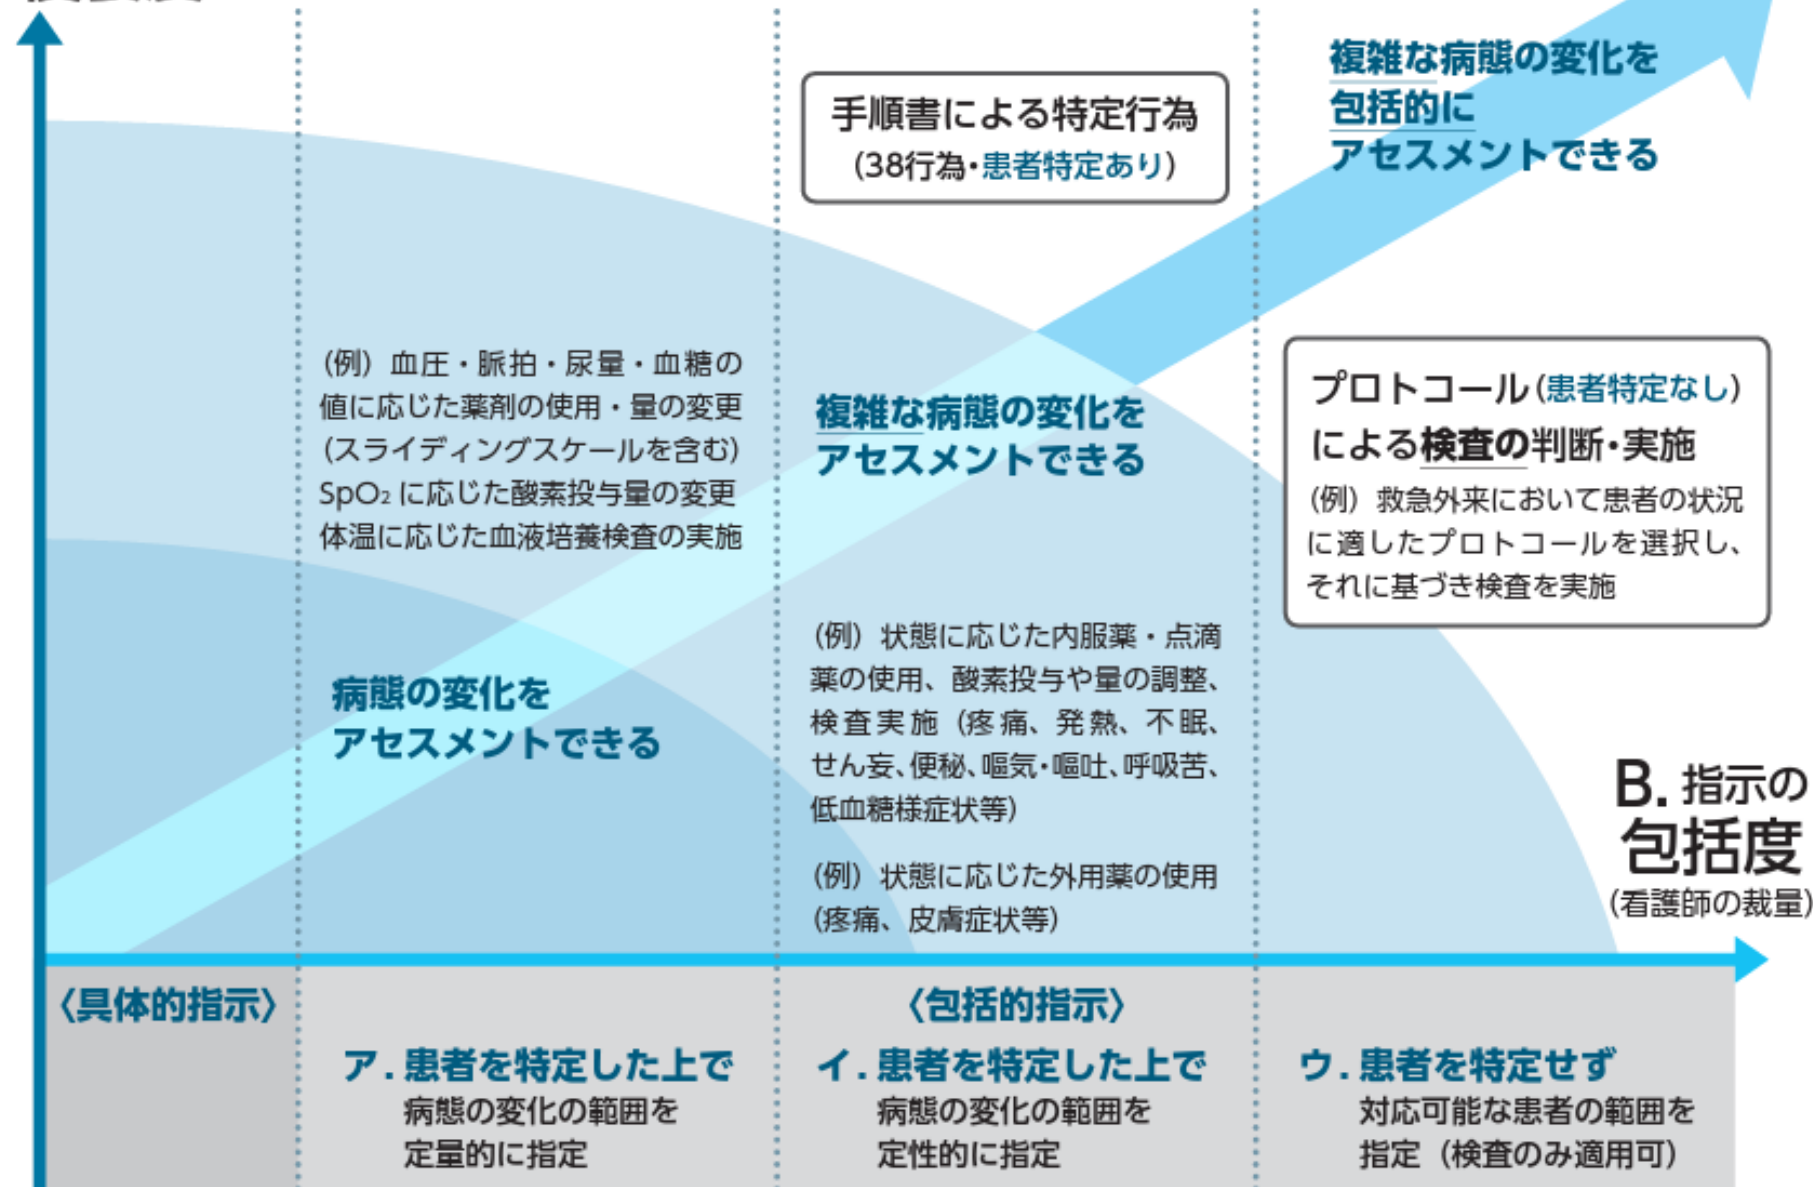 手順書による特定行為
(38行為・患者特定あり)
複雑な病態の変化を
包括的に
アセスメントできる
(例) 血圧・脈拍・尿量・血糖の
値に応じた薬剤の使用・量の変更
(スライディングスケールを含む)
SpO₂ に応じた酸素投与量の変更
体温に応じた血液培養検査の実施
複雑な病態の変化を
アセスメントできる
プロトコール(患者特定なし)
による検査の判断・実施
(例) 救急外来において患者の状況
に適したプロトコールを選択し、
それに基づき検査を実施
病態の変化を
アセスメントできる
(例) 状態に応じた内服薬・点滴
薬の使用、酸素投与や量の調整、
検査実施 (疼痛、発熱、不眠、
せん妄、便秘、嘔気・嘔吐、呼吸苦、
低血糖様症状等)
(例) 状態に応じた外用薬の使用
(疼痛、皮膚症状等)
B. 指示の
包括度
(看護師の裁量)
〈具体的指示〉
〈包括的指示〉
ア. 患者を特定した上で
病態の変化の範囲を
定量的に指定
イ. 患者を特定した上で
病態の変化の範囲を
定性的に指定
ウ. 患者を特定せず
対応可能な患者の範囲を
指定 (検査のみ適用可)